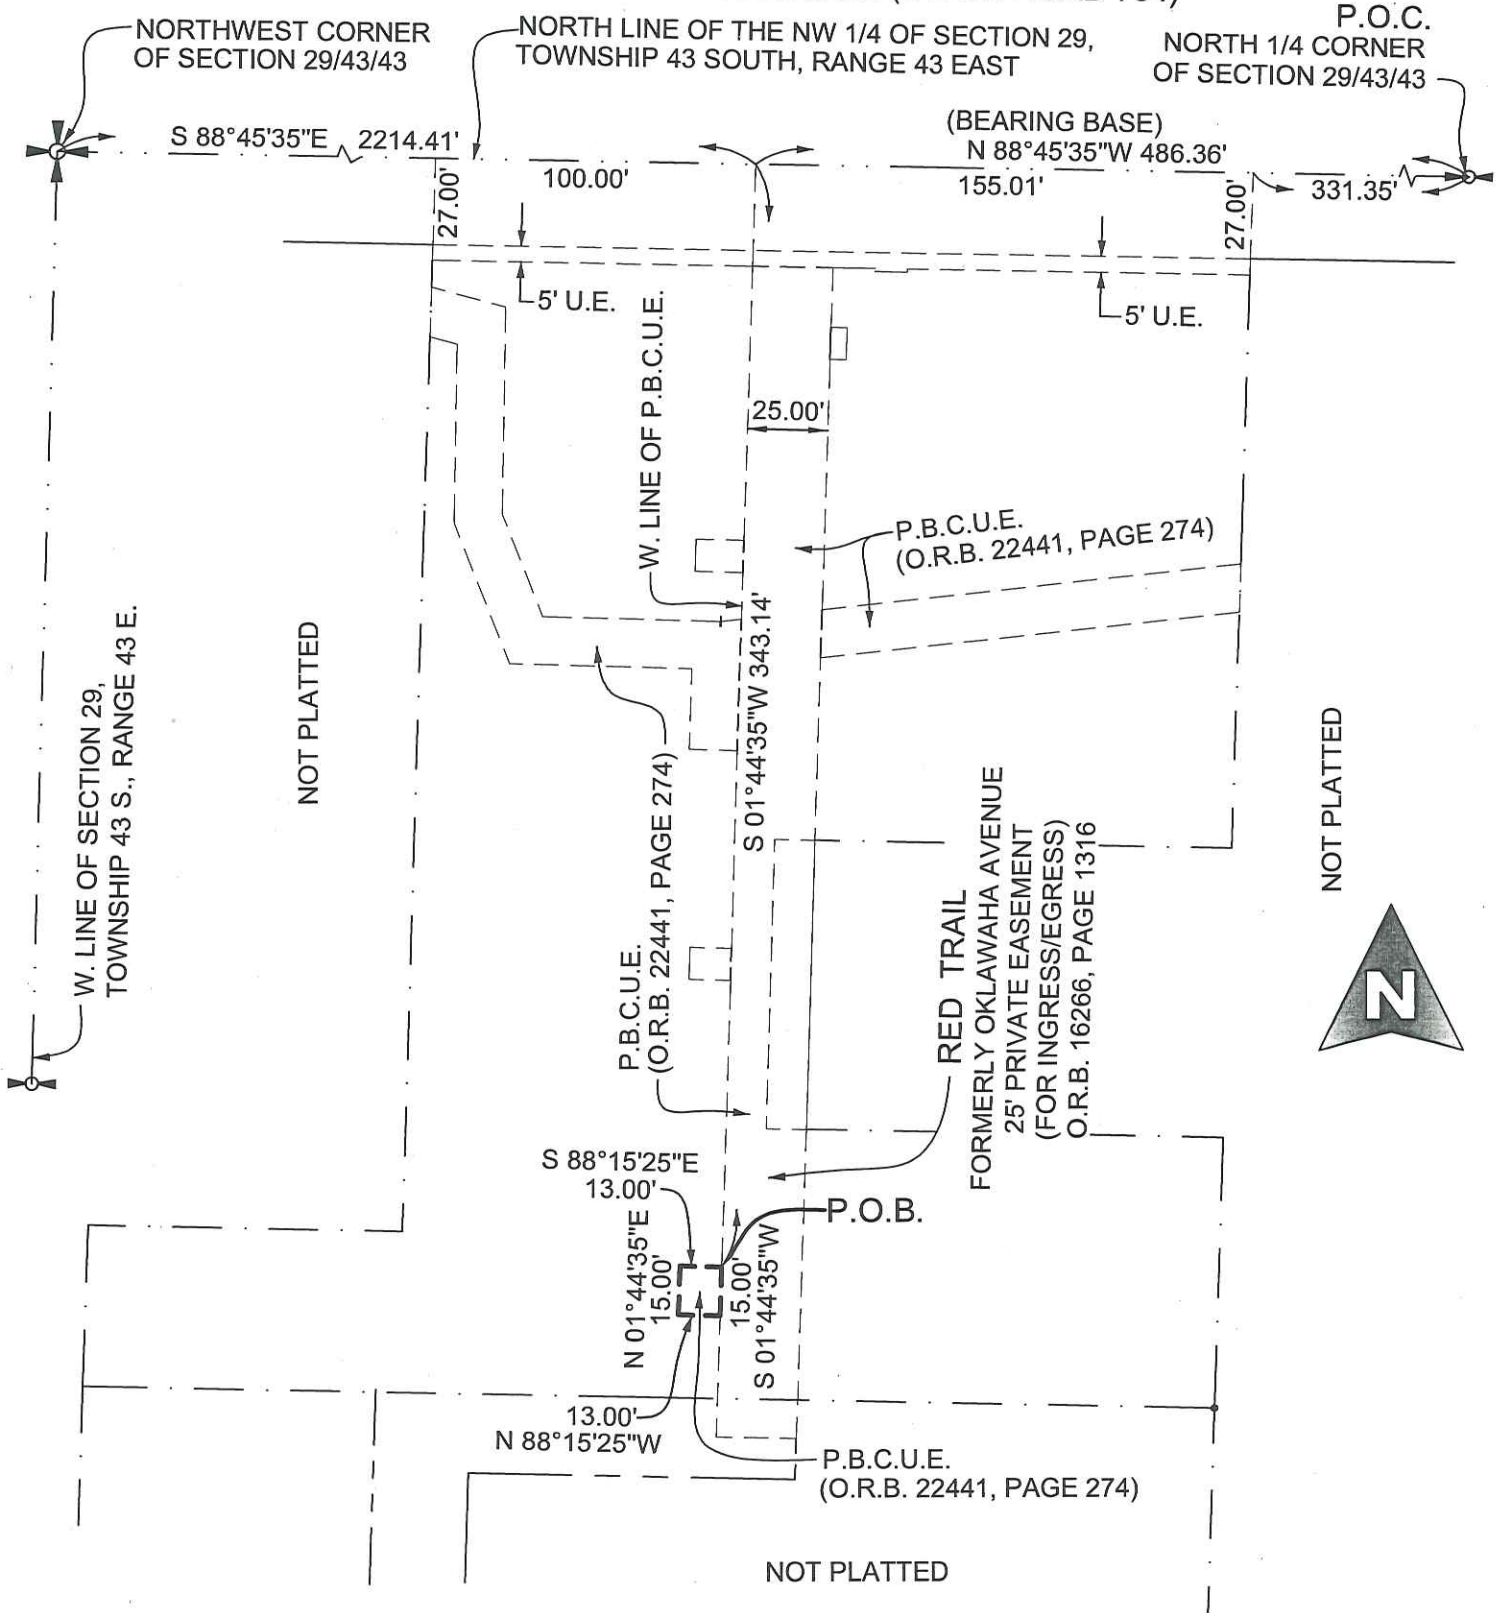 P.O.C.
NORTHWEST CORNER
OF SECTION 29/43/43
NORTH LINE OF THE NW 1/4 OF SECTION 29,
TOWNSHIP 43 SOUTH, RANGE 43 EAST
NORTH 1/4 CORNER
OF SECTION 29/43/43
S 88°45'35"E 2214.41'
(BEARING BASE)
N 88°45'35"W 486.36'
100.00'
155.01'
331.35'
27.00'
27.00'
5' U.E.
5' U.E.
W. LINE OF P.B.C.U.E.
25.00'
P.B.C.U.E.
(O.R.B. 22441, PAGE 274)
S 01°44'35"W 343.14'
NOT PLATTED
W. LINE OF SECTION 29,
TOWNSHIP 43 S., RANGE 43 E.
P.B.C.U.E.
(O.R.B. 22441, PAGE 274)
RED TRAIL
FORMERLY OKLAWAHA AVENUE
25' PRIVATE EASEMENT
(FOR INGRESS/EGRESS)
O.R.B. 16266, PAGE 1316
NOT PLATTED
N
S 88°15'25"E
13.00'
P.O.B.
N 01°44'35"E
15.00'
15.00'
S 01°44'35"W
13.00'
N 88°15'25"W
P.B.C.U.E.
(O.R.B. 22441, PAGE 274)
NOT PLATTED